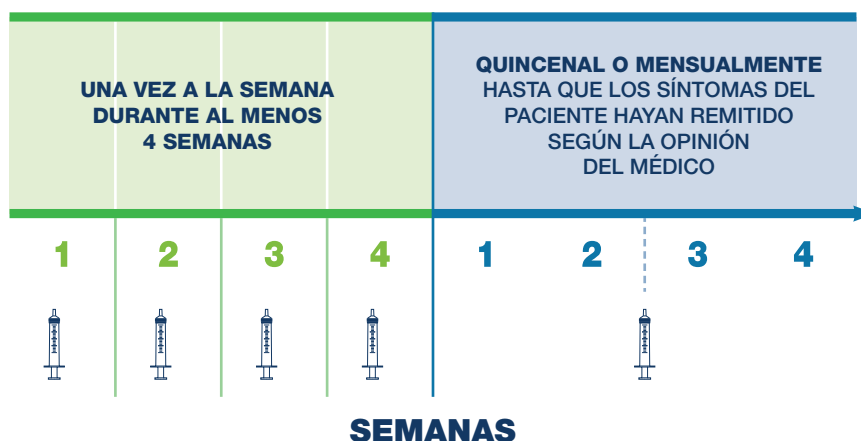 UNA VEZ A LA SEMANA
DURANTE AL MENOS
4 SEMANAS
QUINCENAL O MENSUALMENTE
HASTA QUE LOS SÍNTOMAS DEL
PACIENTE HAYAN REMITIDO
SEGÚN LA OPINIÓN
DEL MÉDICO
1 2 3 4 1 2 3 4
SEMANAS